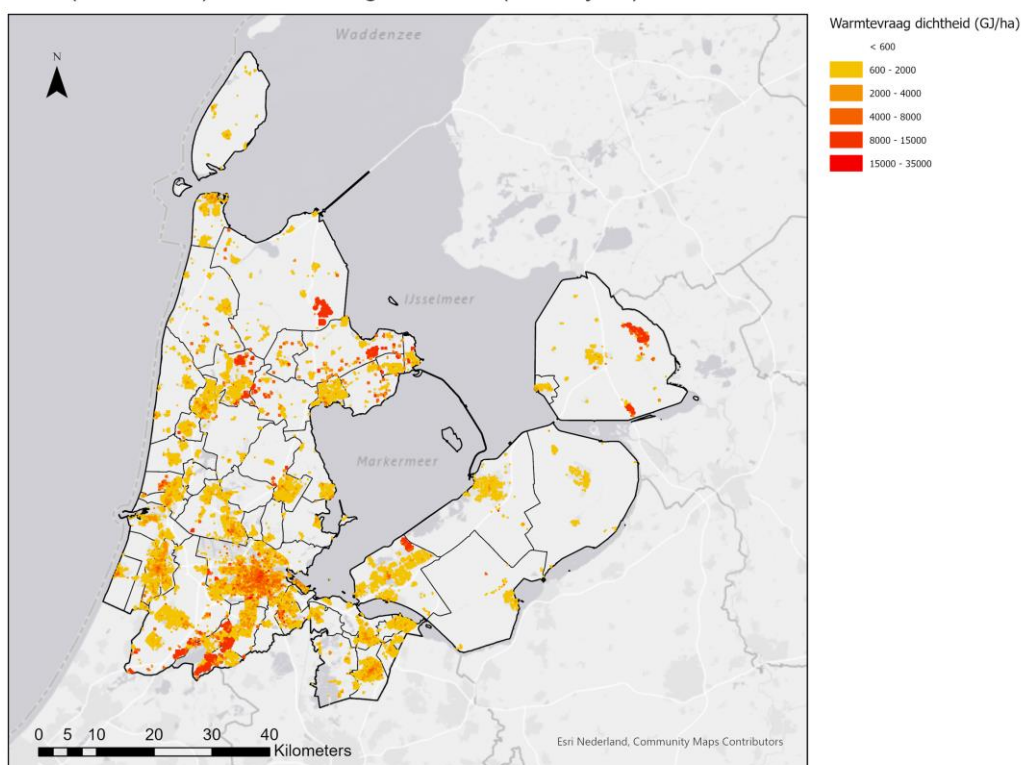 Warmtevraag dichtheid (GJ/ha)
< 600
600 - 2000
2000 - 4000
4000 - 8000
8000 - 15000
15000 - 35000
N
Waddenzee
IJsselmeer
Markermeer
0 5 10 20 30 40
Kilometers
Esri Nederland, Community Maps Contributors